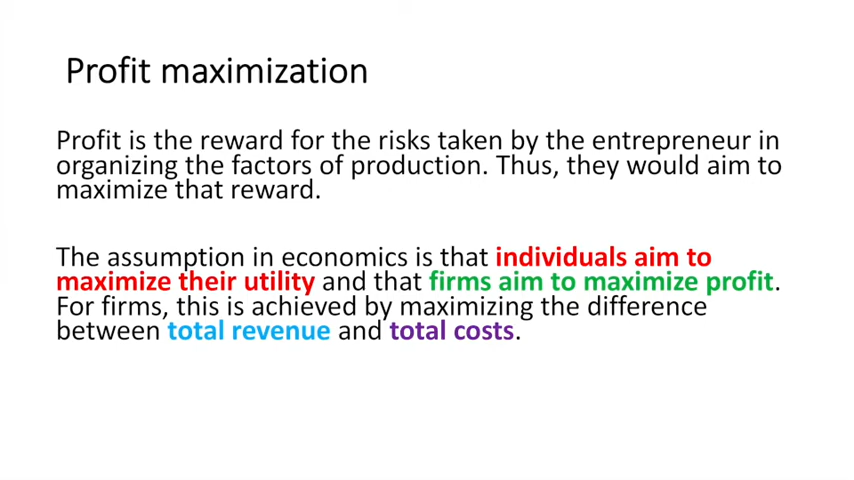 Profit maximization
Profit is the reward for the risks taken by the entrepreneur in
organizing the factors of production. Thus, they would aim to
maximize that reward.
The assumption in economics is that individuals aim to
maximize their utility and that firms aim to maximize profit.
For firms, this is achieved by maximizing the difference
between total revenue and total costs.